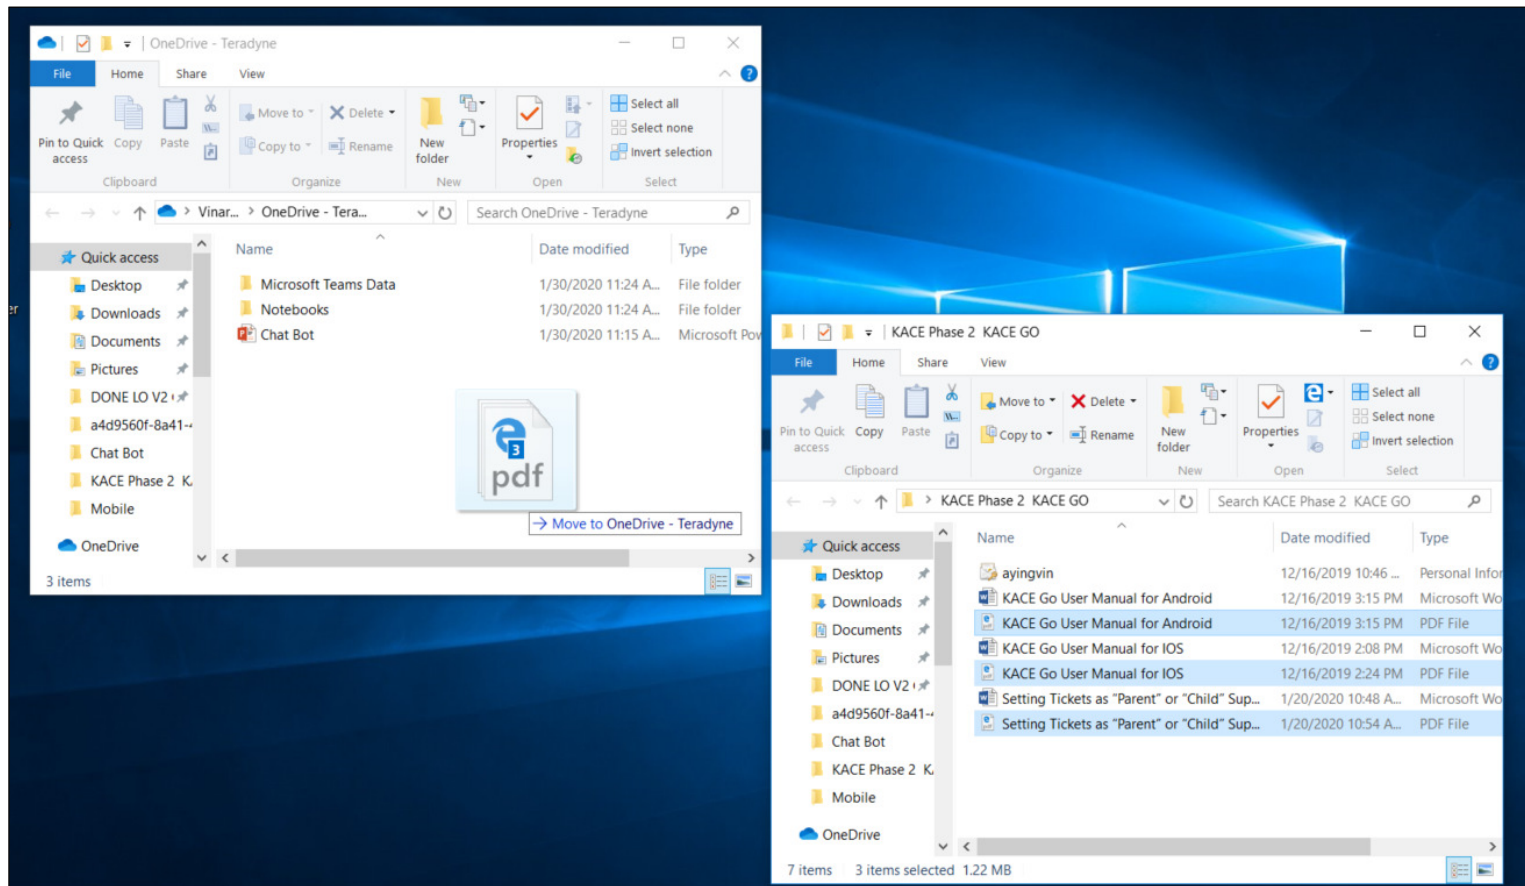 OneDrive - Teradyne
File Home Share View
Pin to Quick access
Copy
Paste
Move to
Copy to
Delete
Rename
New folder
Properties
Select all
Select none
Invert selection
Clipboard Organize New Open Select
Vinar... > OneDrive - Tera...
Search OneDrive - Teradyne
Name Date modified Type
Quick access
Desktop
Downloads
Documents
Pictures
DONE LO V2
a4d9560f-8a41-
Chat Bot
KACE Phase 2 K
Mobile
OneDrive
Microsoft Teams Data 1/30/2020 11:24 A... File folder
Notebooks 1/30/2020 11:24 A... File folder
Chat Bot 1/30/2020 11:15 A... Microsoft Pov
3
pdf
→ Move to OneDrive - Teradyne
3 items
er
KACE Phase 2 KACE GO
File Home Share View
Pin to Quick access
Copy
Paste
Move to
Copy to
Delete
Rename
New folder
Properties
Select all
Select none
Invert selection
Clipboard Organize New Open Select
> KACE Phase 2 KACE GO
Search KACE Phase 2 KACE GO
Name Date modified Type
Quick access
Desktop
Downloads
Documents
Pictures
DONE LO V2
a4d9560f-8a41-
Chat Bot
KACE Phase 2 K
Mobile
OneDrive
ayingvin 12/16/2019 10:46 ... Personal Infor
KACE Go User Manual for Android 12/16/2019 3:15 PM Microsoft Wo
KACE Go User Manual for Android 12/16/2019 3:15 PM PDF File
KACE Go User Manual for IOS 12/16/2019 2:08 PM Microsoft Wo
KACE Go User Manual for IOS 12/16/2019 2:24 PM PDF File
Setting Tickets as "Parent" or "Child" Sup... 1/20/2020 10:48 A... Microsoft Wo
Setting Tickets as "Parent" or "Child" Sup... 1/20/2020 10:54 A... PDF File
7 items 3 items selected 1.22 MB